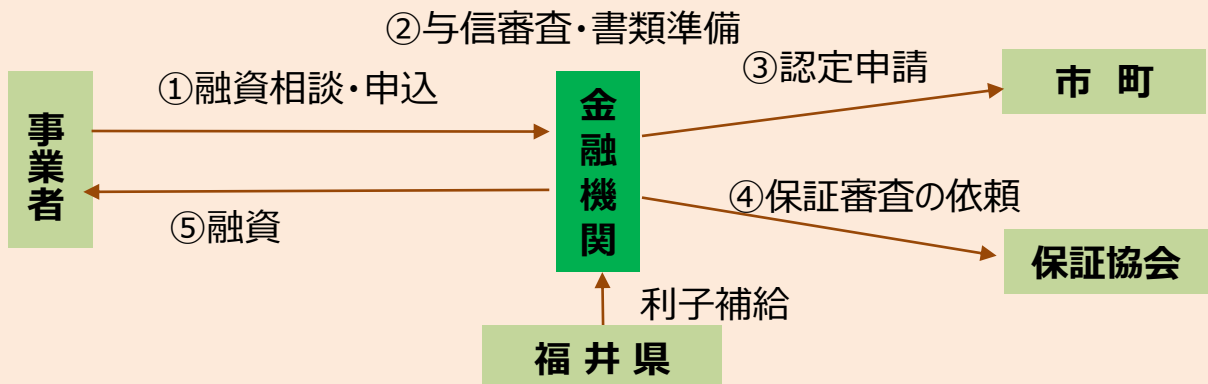 ②与信審査・書類準備
①融資相談・申込
③認定申請
市 町
事業者
金融機関
④保証審査の依頼
⑤融資
保証協会
利子補給
福井県